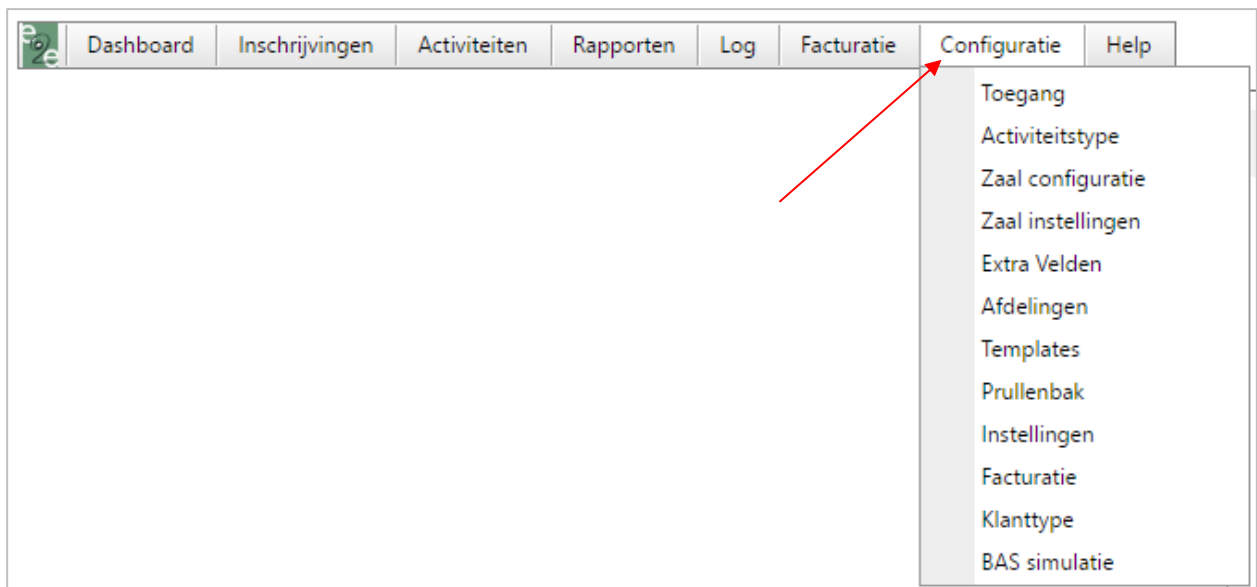 e2e Dashboard Inschrijvingen Activiteiten Rapporten Log Facturatie Configuratie Help
Toegang
Activiteitstype
Zaal configuratie
Zaal instellingen
Extra Velden
Afdelingen
Templates
Prullenbak
Instellingen
Facturatie
Klanttype
BAS simulatie